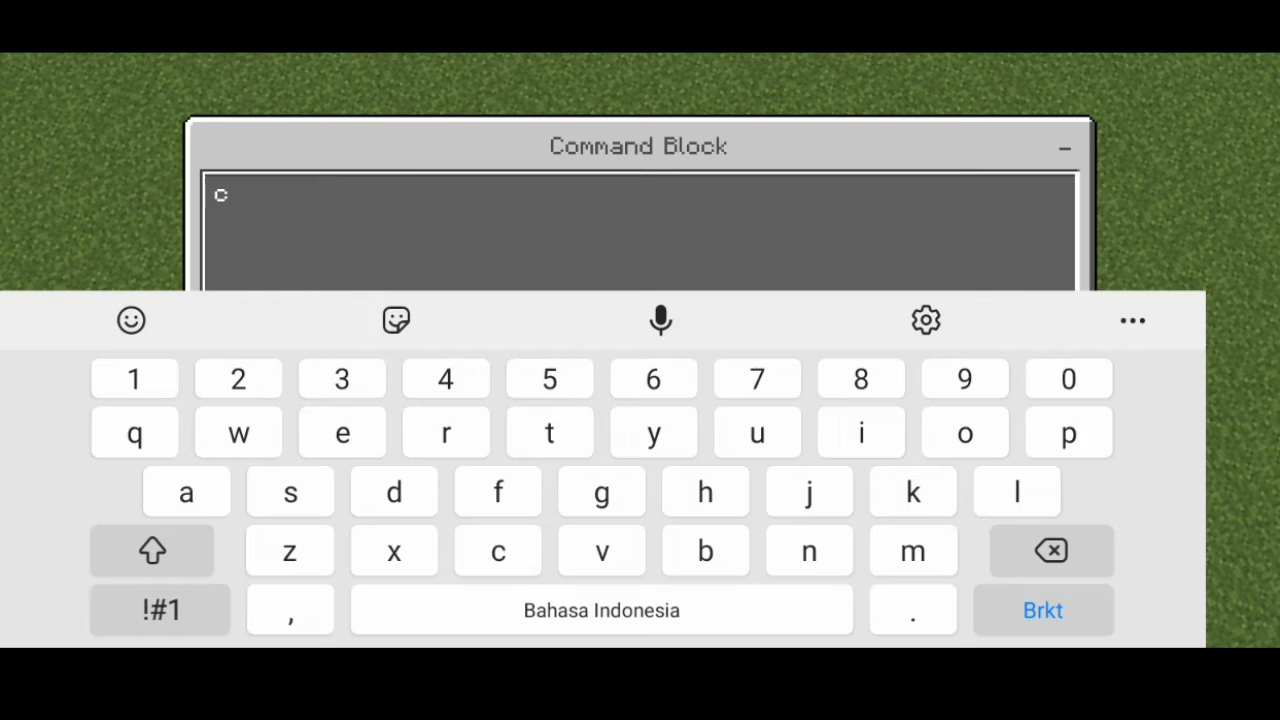 Command Block
c
1 2 3 4 5 6 7 8 9 0
q w e r t y u i o p
a s d f g h j k l
z x c v b n m
!#1 , Bahasa Indonesia . Brkt